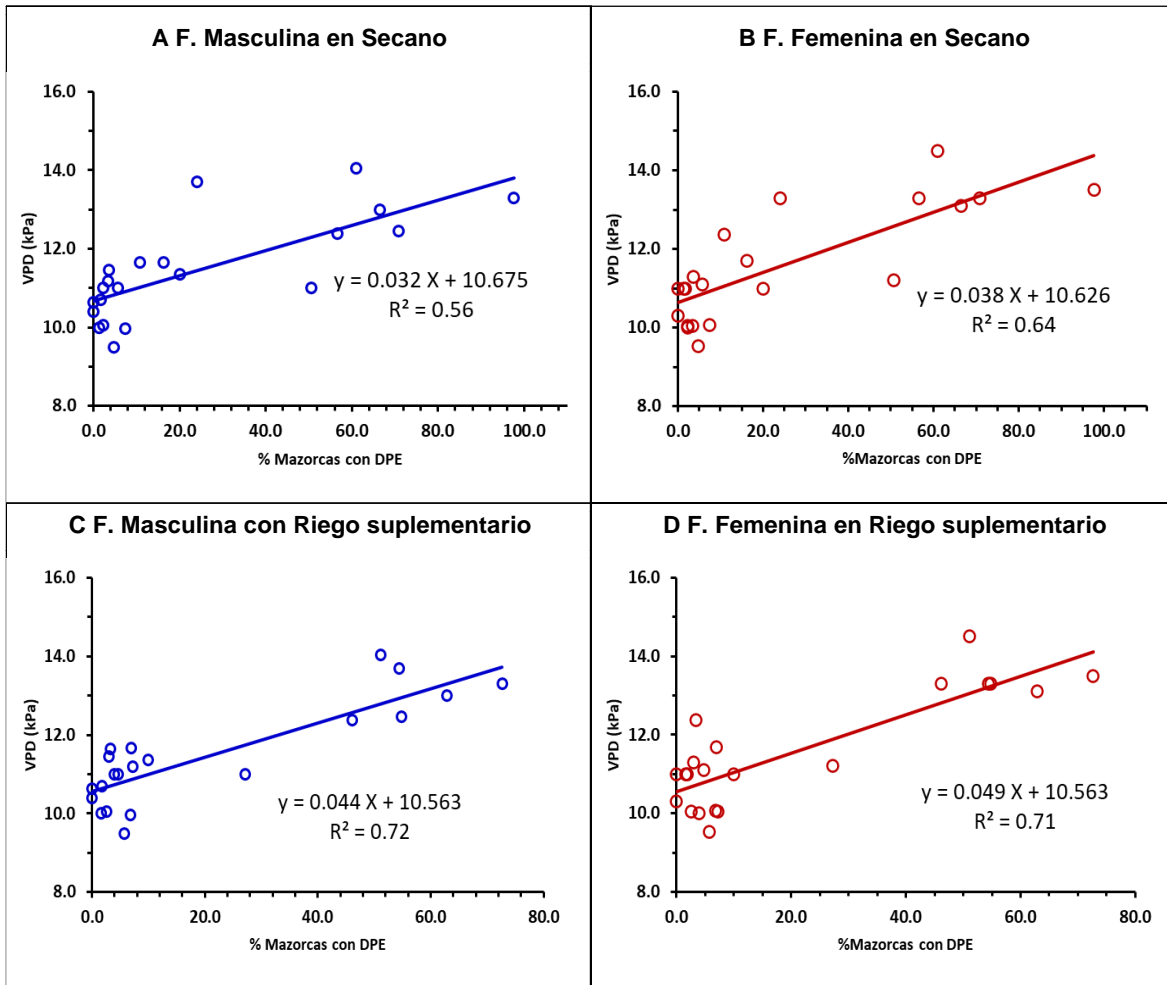 A F. Masculina en Secano
VPD (kPa)
16.0
14.0
12.0
10.0
8.0
y = 0.032 X + 10.675
R² = 0.56
0.0 20.0 40.0 60.0 80.0 100.0
% Mazorcas con DPE
B F. Femenina en Secano
VPD (kPa)
16.0
14.0
12.0
10.0
8.0
y = 0.038 X + 10.626
R² = 0.64
0.0 20.0 40.0 60.0 80.0 100.0
%Mazorcas con DPE
C F. Masculina con Riego suplementario
VPD (kPa)
16.0
14.0
12.0
10.0
8.0
y = 0.044 X + 10.563
R² = 0.72
0.0 20.0 40.0 60.0 80.0
% Mazorcas con DPE
D F. Femenina en Riego suplementario
VPD (kPa)
16.0
14.0
12.0
10.0
8.0
y = 0.049 X + 10.563
R² = 0.71
0.0 20.0 40.0 60.0 80.0
%Mazorcas con DPE